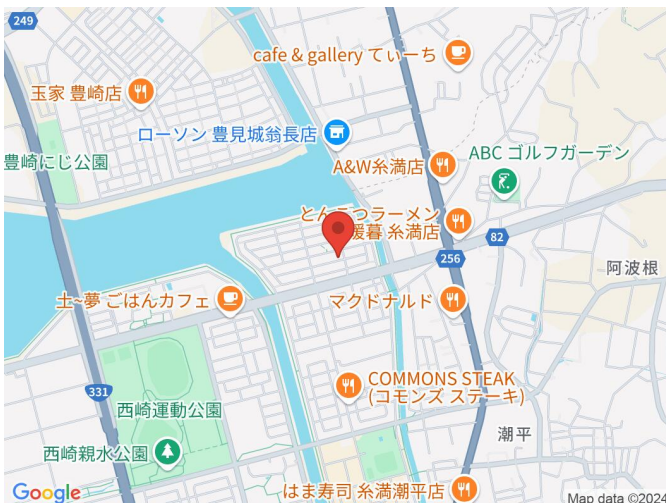 249
cafe & gallery てぃーち
玉家 豊崎店
ローソン 豊見城翁長店
豊崎にじ公園
A&W糸満店
ABC ゴルフガーデン
とんこつラーメン
暖暮 糸満店
82
256
阿波根
土~夢 ごはんカフェ
マクドナルド
331
COMMONS STEAK
(コモンズ ステーキ)
西崎運動公園
潮平
西崎親水公園
はま寿司 糸満潮平店
Google
Map data ©2024